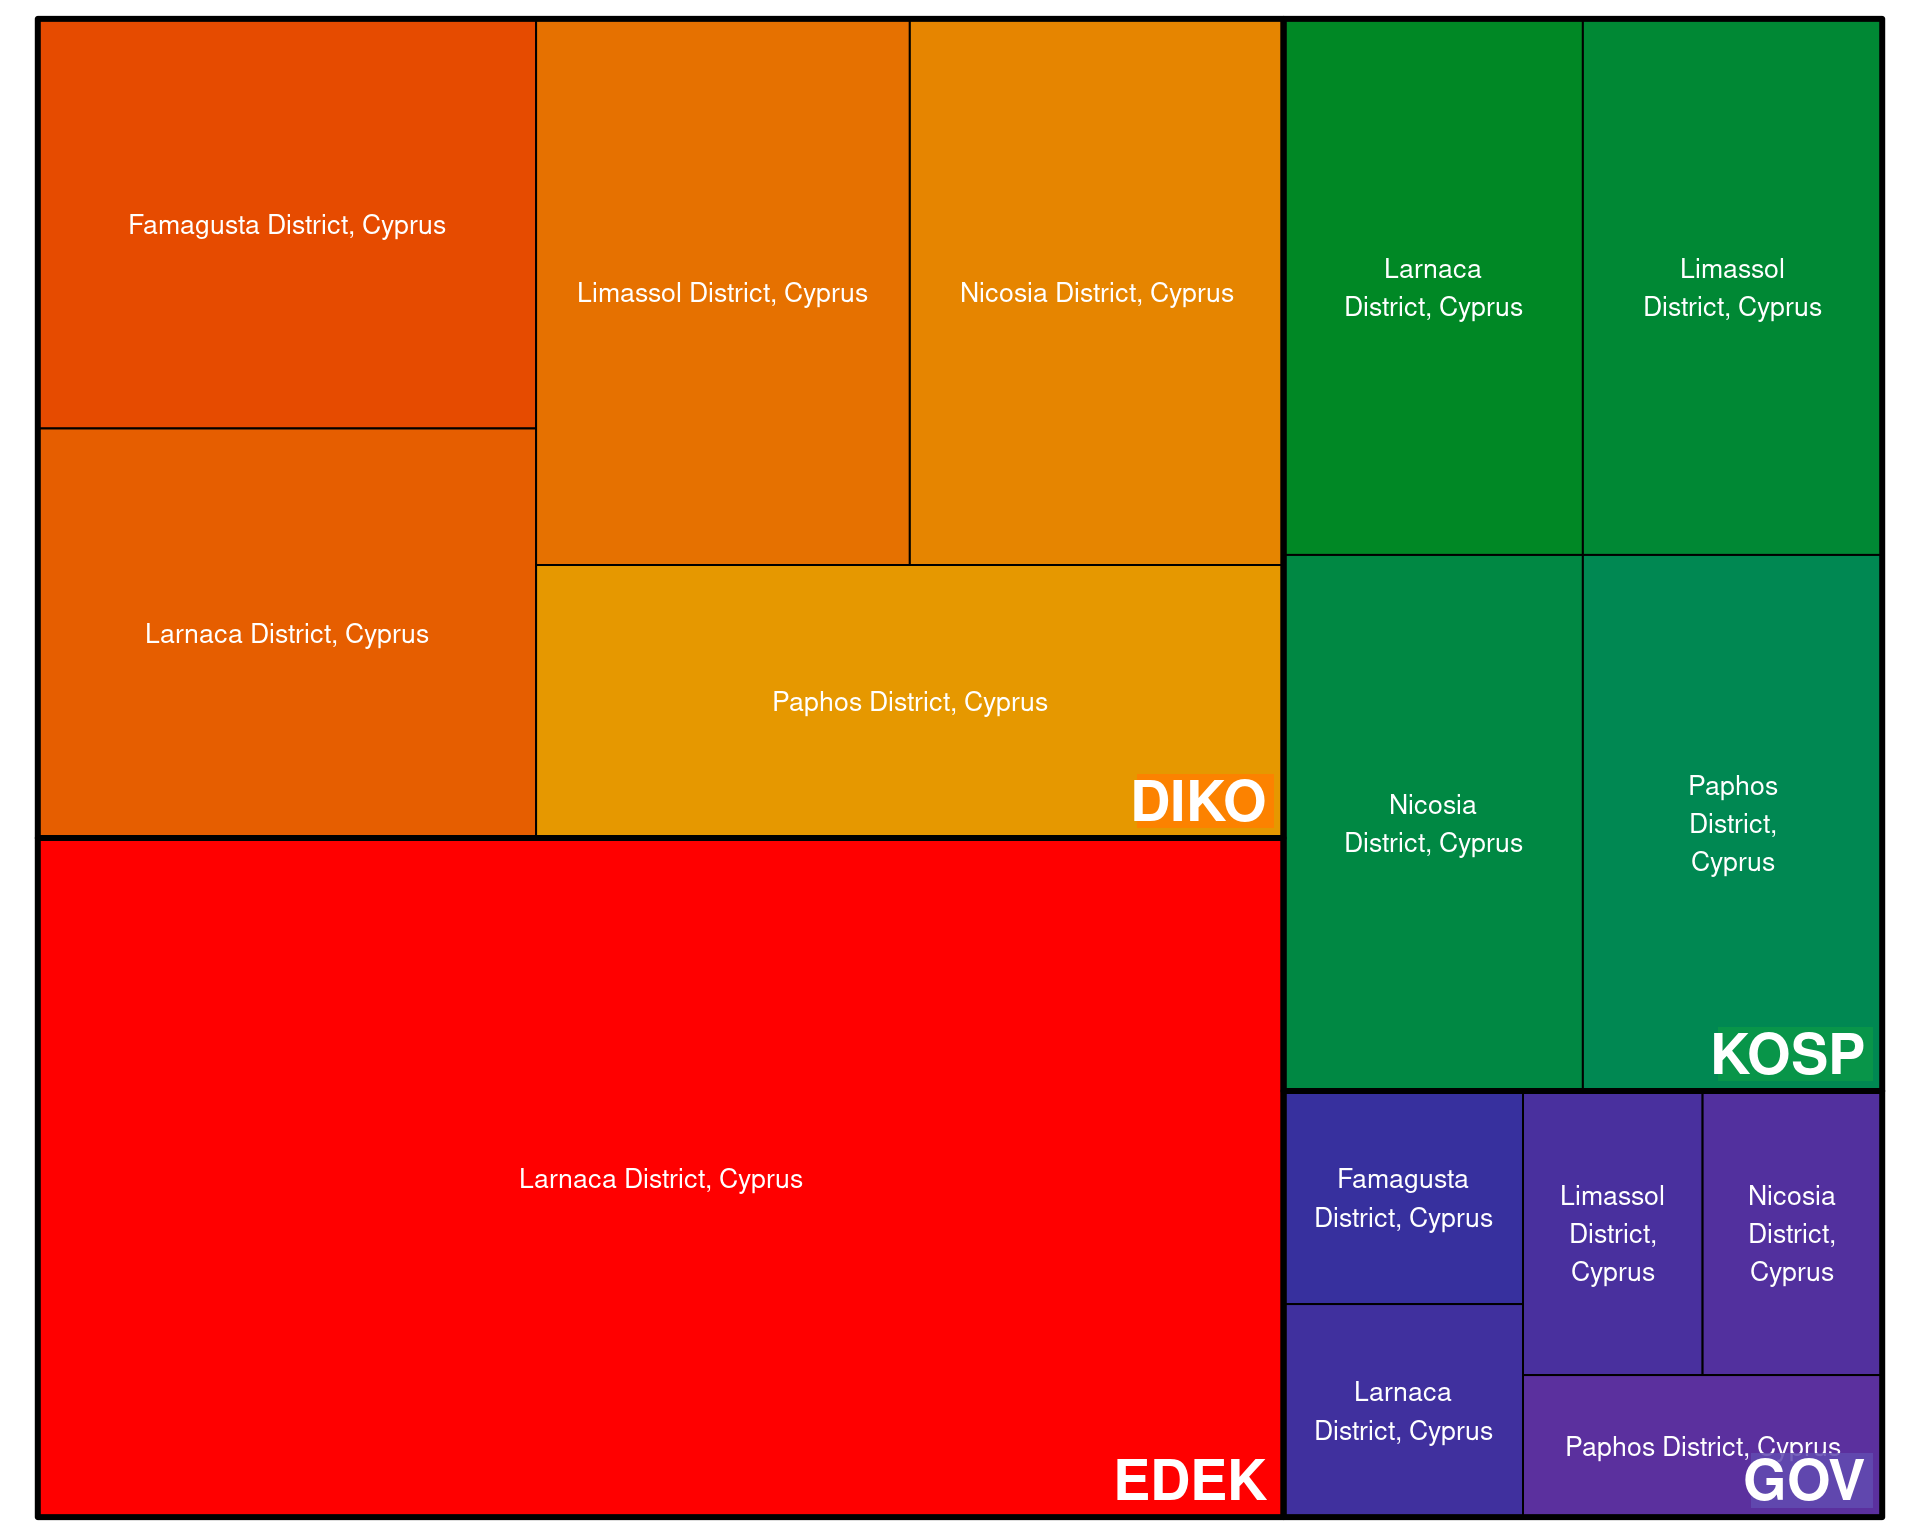 Famagusta District, Cyprus
Limassol District, Cyprus
Nicosia District, Cyprus
Larnaca District, Cyprus
Paphos District, Cyprus
DIKO
Larnaca District, Cyprus
EDEK
Larnaca
District, Cyprus
Limassol
District, Cyprus
Nicosia
District, Cyprus
Paphos
District,
Cyprus
KOSP
Famagusta
District, Cyprus
Limassol
District,
Cyprus
Nicosia
District,
Cyprus
Larnaca
District, Cyprus
Paphos District, Cyprus
GOV